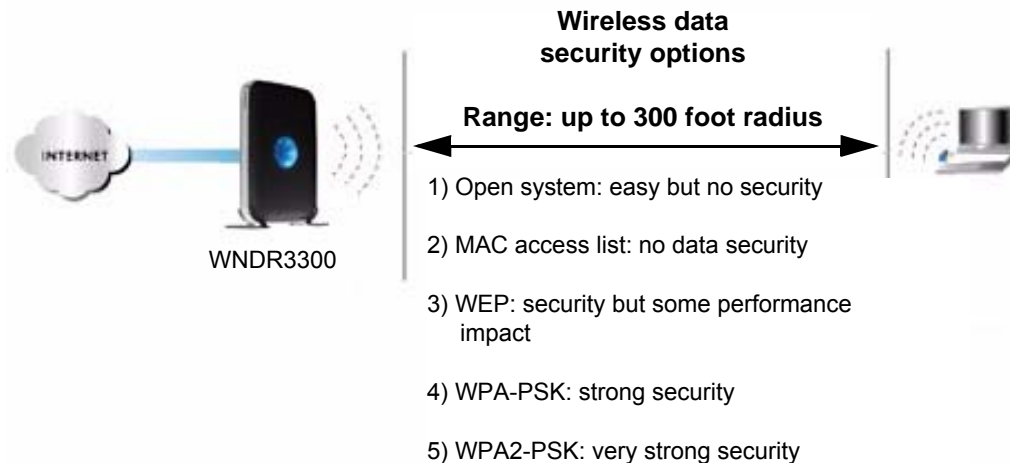 Wireless data
security options
Range: up to 300 foot radius
INTERNET
WNDR3300
1) Open system: easy but no security
2) MAC access list: no data security
3) WEP: security but some performance
impact
4) WPA-PSK: strong security
5) WPA2-PSK: very strong security